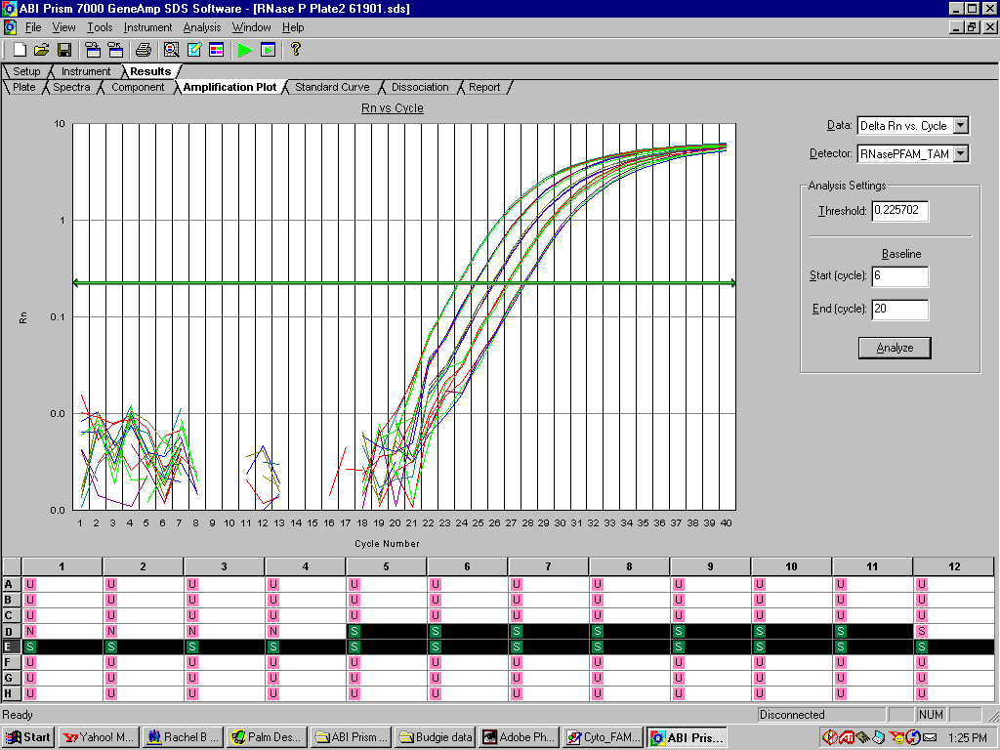 ABI Prism 7000 GeneAmp SDS Software - [RNase P Plate2 61901.sds]
File View Tools Instrument Analysis Window Help
Setup Instrument Results
Plate Spectra Component Amplification Plot Standard Curve Dissociation Report
Rn vs Cycle
10
1
0.1
0.0
0.0
Rn
1 2 3 4 5 6 7 8 9 10 11 12 13 14 15 16 17 18 19 20 21 22 23 24 25 26 27 28 29 30 31 32 33 34 35 36 37 38 39 40
Cycle Number
Data: Delta Rn vs. Cycle
Detector: RNasePFAM_TAM
Analysis Settings
Threshold: 0.225702
Baseline
Start (cycle): 6
End (cycle): 20
Analyze
1 2 3 4 5 6 7 8 9 10 11 12
A U U U U U U U U U U U U
B U U U U U U U U U U U U
C U U U U U U U U U U U U
D N N N N S S S S S S S S
E S S S S S S S S S S S S
F U U U U U U U U U U U U
G U U U U U U U U U U U U
H U U U U U U U U U U U U
Ready Disconnected NUM
Start Yahoo! M... Rachel B ... Palm Des... ABI Prism ... Budgie data Adobe Ph... Cyto_FAM... ABI Pris... 1:25 PM